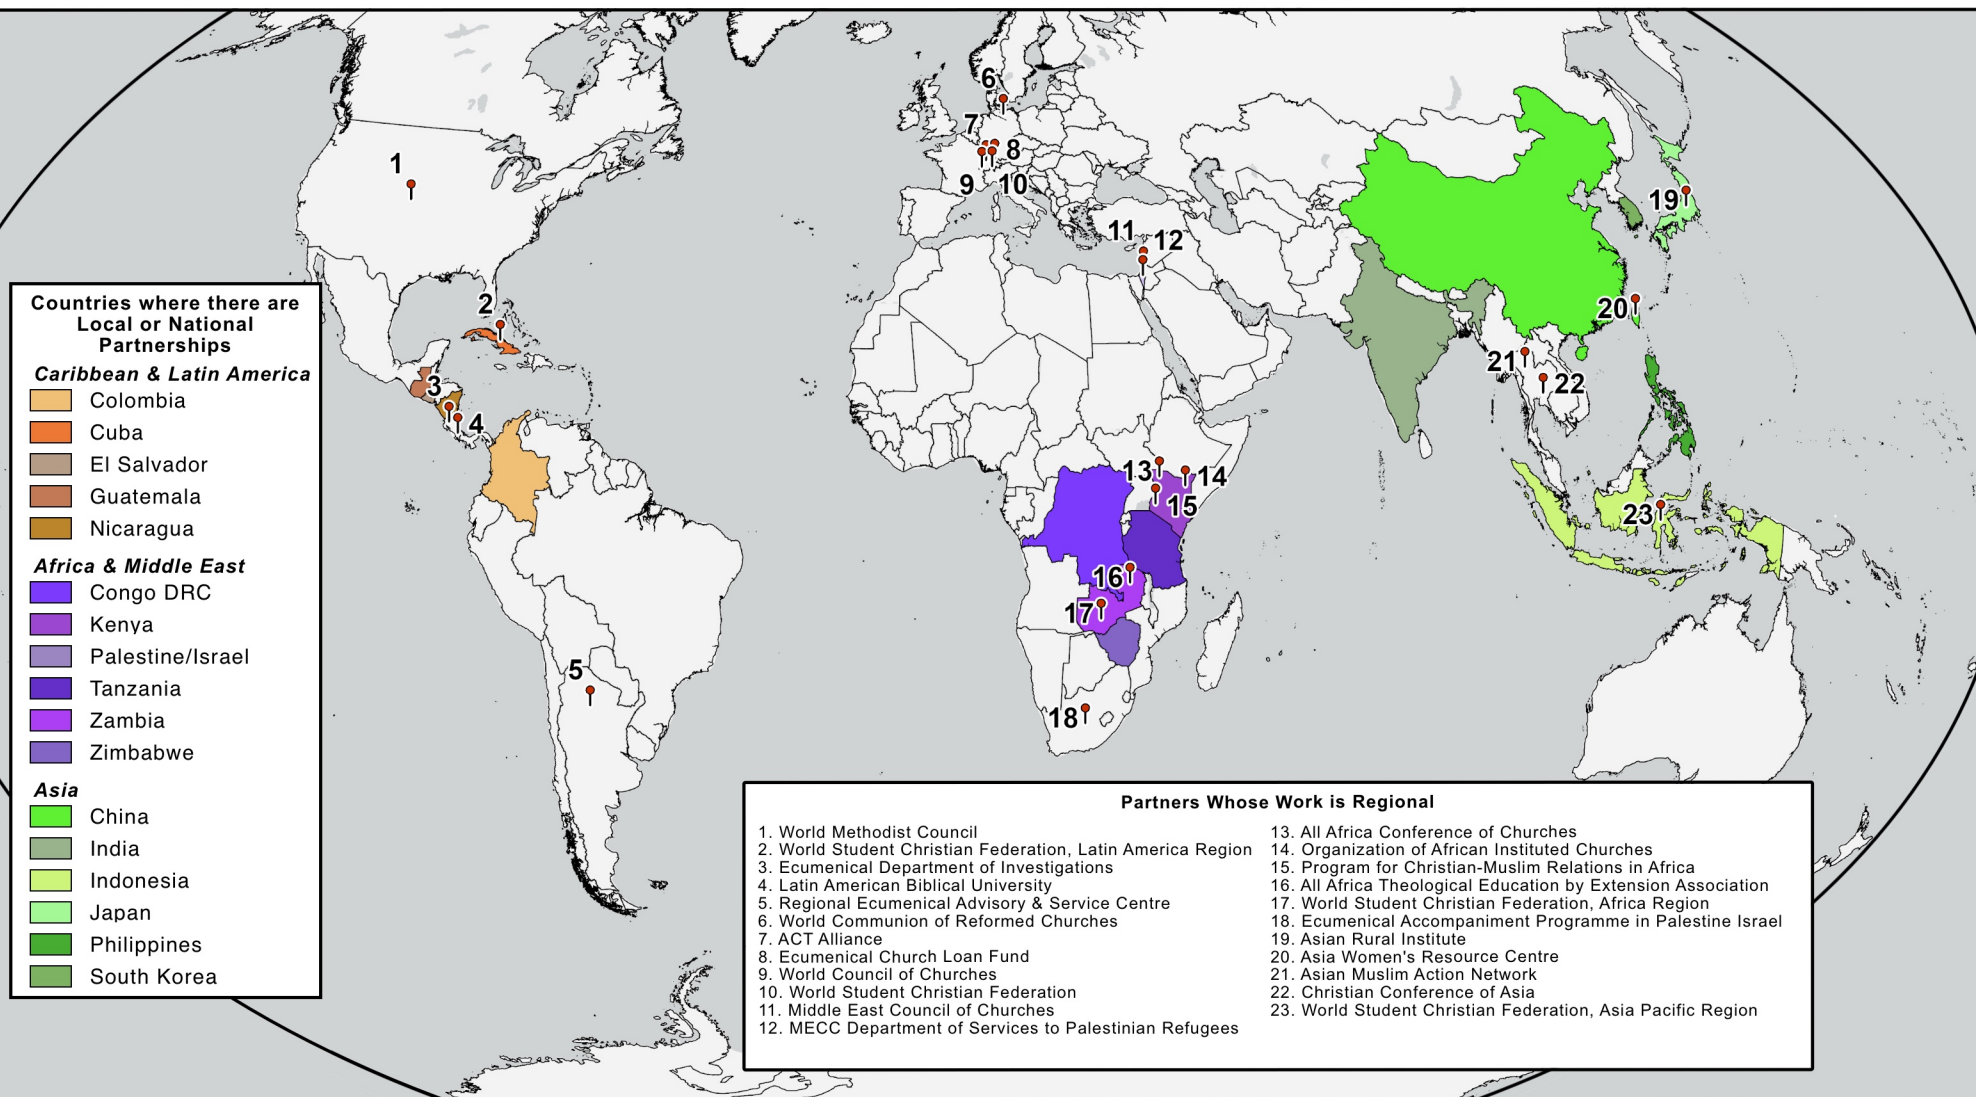 1
2
3
4
5
6
7
8
9
10
11
12
13
14
15
16
17
18
19
20
21
22
23
Countries where there are
Local or National
Partnerships
Caribbean & Latin America
Colombia
Cuba
El Salvador
Guatemala
Nicaragua
Africa & Middle East
Congo DRC
Kenya
Palestine/Israel
Tanzania
Zambia
Zimbabwe
Asia
China
India
Indonesia
Japan
Philippines
South Korea
Partners Whose Work is Regional
1. World Methodist Council
2. World Student Christian Federation, Latin America Region
3. Ecumenical Department of Investigations
4. Latin American Biblical University
5. Regional Ecumenical Advisory & Service Centre
6. World Communion of Reformed Churches
7. ACT Alliance
8. Ecumenical Church Loan Fund
9. World Council of Churches
10. World Student Christian Federation
11. Middle East Council of Churches
12. MECC Department of Services to Palestinian Refugees
13. All Africa Conference of Churches
14. Organization of African Instituted Churches
15. Program for Christian-Muslim Relations in Africa
16. All Africa Theological Education by Extension Association
17. World Student Christian Federation, Africa Region
18. Ecumenical Accompaniment Programme in Palestine Israel
19. Asian Rural Institute
20. Asia Women's Resource Centre
21. Asian Muslim Action Network
22. Christian Conference of Asia
23. World Student Christian Federation, Asia Pacific Region